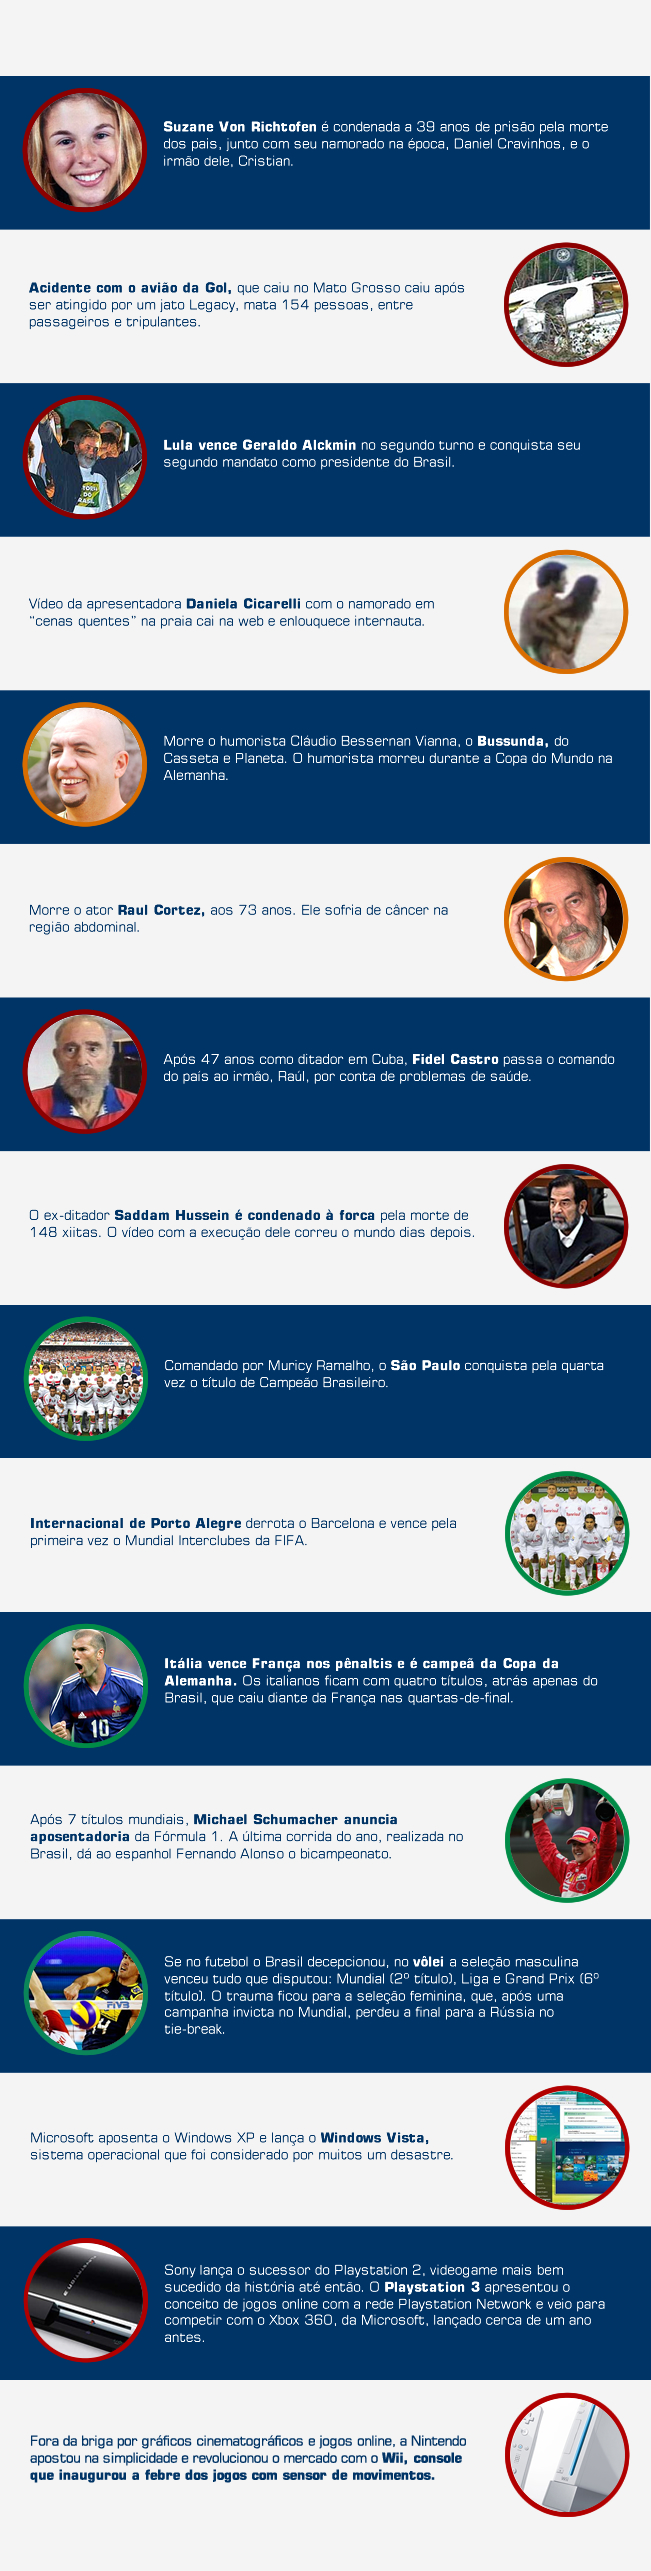 Suzane Von Richtofen é condenada a 39 anos de prisão pela morte
dos pais, junto com seu namorado na época, Daniel Cravinhos, e o
irmão dele, Cristian.
Acidente com o avião da Gol, que caiu no Mato Grosso caiu após
ser atingido por um jato Legacy, mata 154 pessoas, entre
passageiros e tripulantes.
Lula vence Geraldo Alckmin no segundo turno e conquista seu
segundo mandato como presidente do Brasil.
Vídeo da apresentadora Daniela Cicarelli com o namorado em
“cenas quentes” na praia cai na web e enlouquece internauta.
Morre o humorista Cláudio Bessernan Vianna, o Bussunda, do
Casseta e Planeta. O humorista morreu durante a Copa do Mundo na
Alemanha.
Morre o ator Raul Cortez, aos 73 anos. Ele sofria de câncer na
região abdominal.
Após 47 anos como ditador em Cuba, Fidel Castro passa o comando
do país ao irmão, Raúl, por conta de problemas de saúde.
O ex-ditador Saddam Hussein é condenado à forca pela morte de
148 xiitas. O vídeo com a execução dele correu o mundo dias depois.
Comandado por Muricy Ramalho, o São Paulo conquista pela quarta
vez o título de Campeão Brasileiro.
Internacional de Porto Alegre derrota o Barcelona e vence pela
primeira vez o Mundial Interclubes da FIFA.
10
Itália vence França nos pênaltis e é campeã da Copa da
Alemanha. Os italianos ficam com quatro títulos, atrás apenas do
Brasil, que caiu diante da França nas quartas-de-final.
Após 7 títulos mundiais, Michael Schumacher anuncia
aposentadoria da Fórmula 1. A última corrida do ano, realizada no
Brasil, dá ao espanhol Fernando Alonso o bicampeonato.
FIVB
4
Se no futebol o Brasil decepcionou, no vôlei a seleção masculina
venceu tudo que disputou: Mundial (2º título), Liga e Grand Prix (6º
título). O trauma ficou para a seleção feminina, que, após uma
campanha invicta no Mundial, perdeu a final para a Rússia no
tie-break.
Microsoft aposenta o Windows XP e lança o Windows Vista,
sistema operacional que foi considerado por muitos um desastre.
Sony lança o sucessor do Playstation 2, videogame mais bem
sucedido da história até então. O Playstation 3 apresentou o
conceito de jogos online com a rede Playstation Network e veio para
competir com o Xbox 360, da Microsoft, lançado cerca de um ano
antes.
Fora da briga por gráficos cinematográficos e jogos online, a Nintendo
apostou na simplicidade e revolucionou o mercado com o Wii, console
que inaugurou a febre dos jogos com sensor de movimentos.